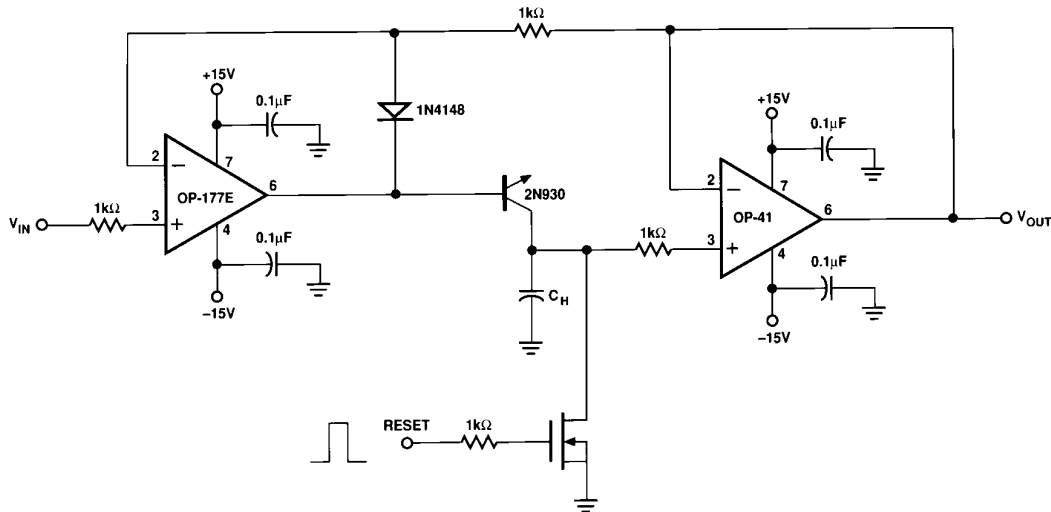 1kΩ
+15V
0.1μF
1N4148
2
7
−
OP-177E
6
2N930
VIN
1kΩ
3
+
4
0.1μF
−15V
+15V
0.1μF
2
7
−
OP-41
6
VOUT
1kΩ
3
+
4
0.1μF
−15V
CH
RESET
1kΩ